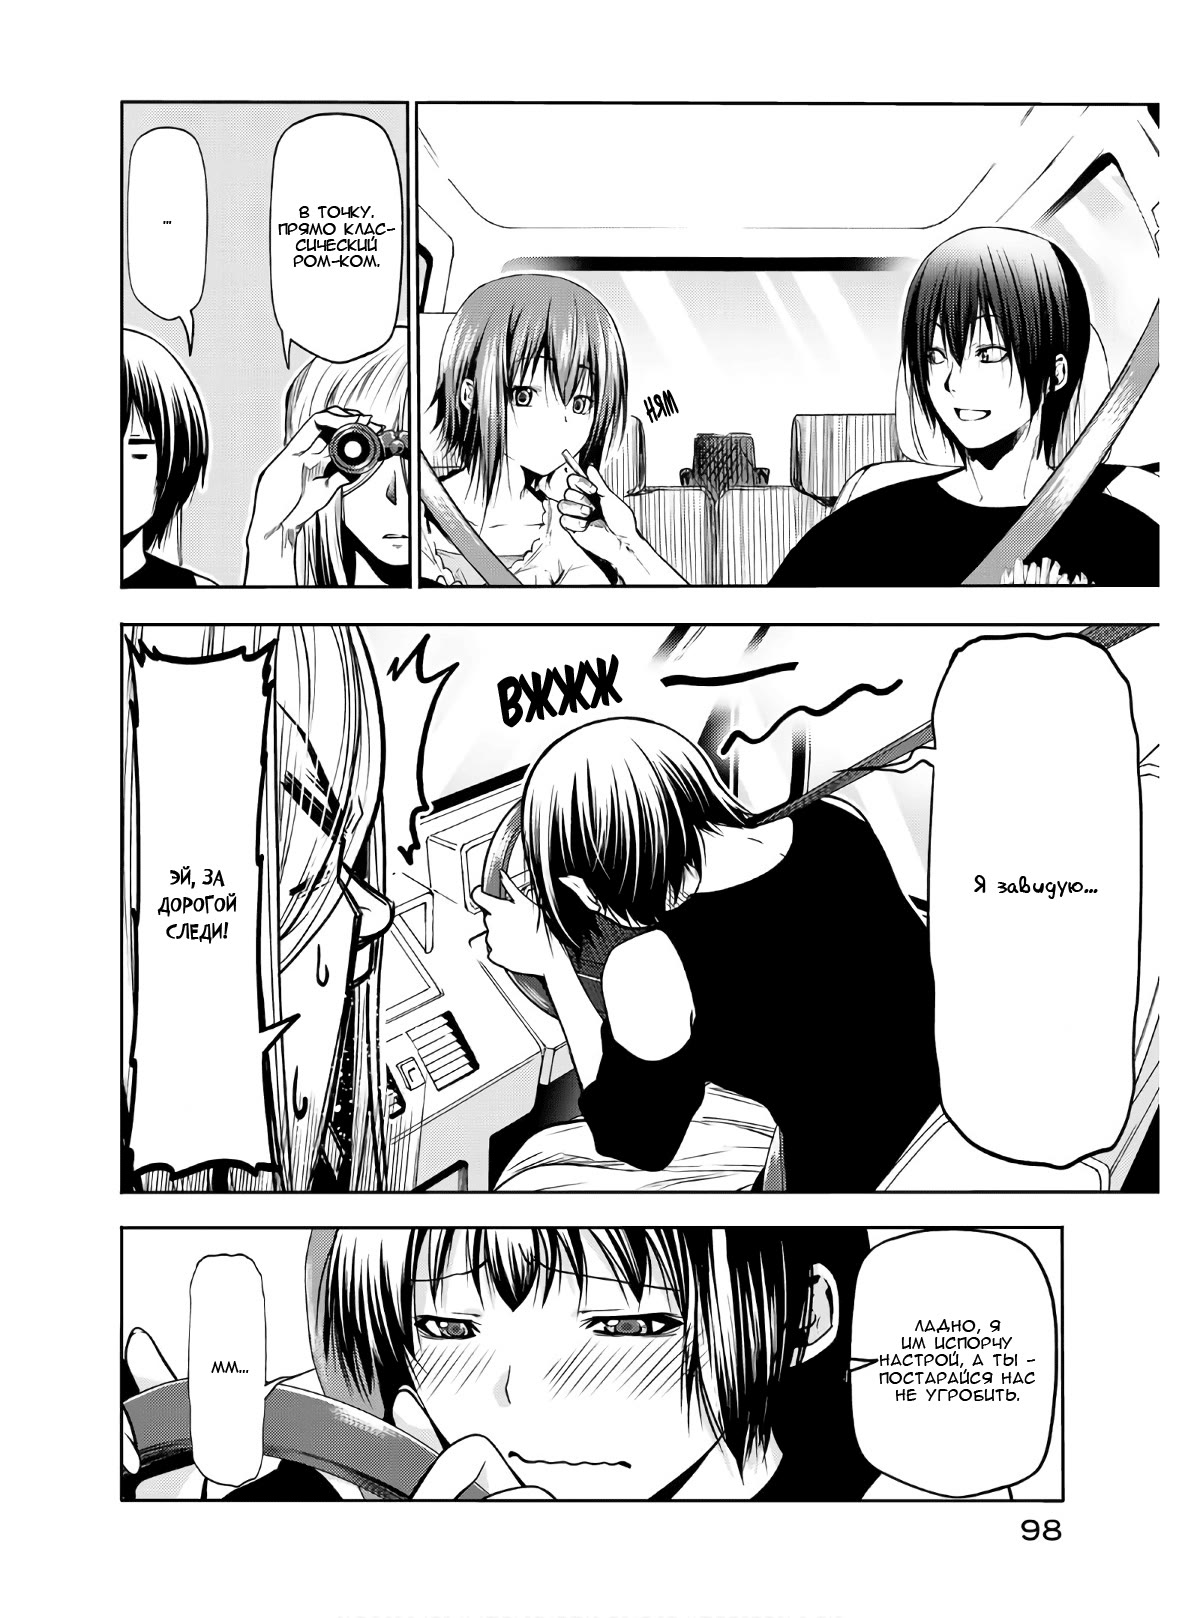 НЯМ
В ТОЧКУ.
ПРЯМО КЛАС-
СИЧЕСКИЙ
РОМ-КОМ.
...
ВЖЖЖ
Я завидую...
ЭЙ, ЗА
ДОРОГОЙ
СЛЕДИ!
ЛАДНО, Я
ИМ ИСПОРЧУ
НАСТРОЙ, А ТЫ -
ПОСТАРАЙСЯ НАС
НЕ УГРОБИТЬ.
ММ...
98